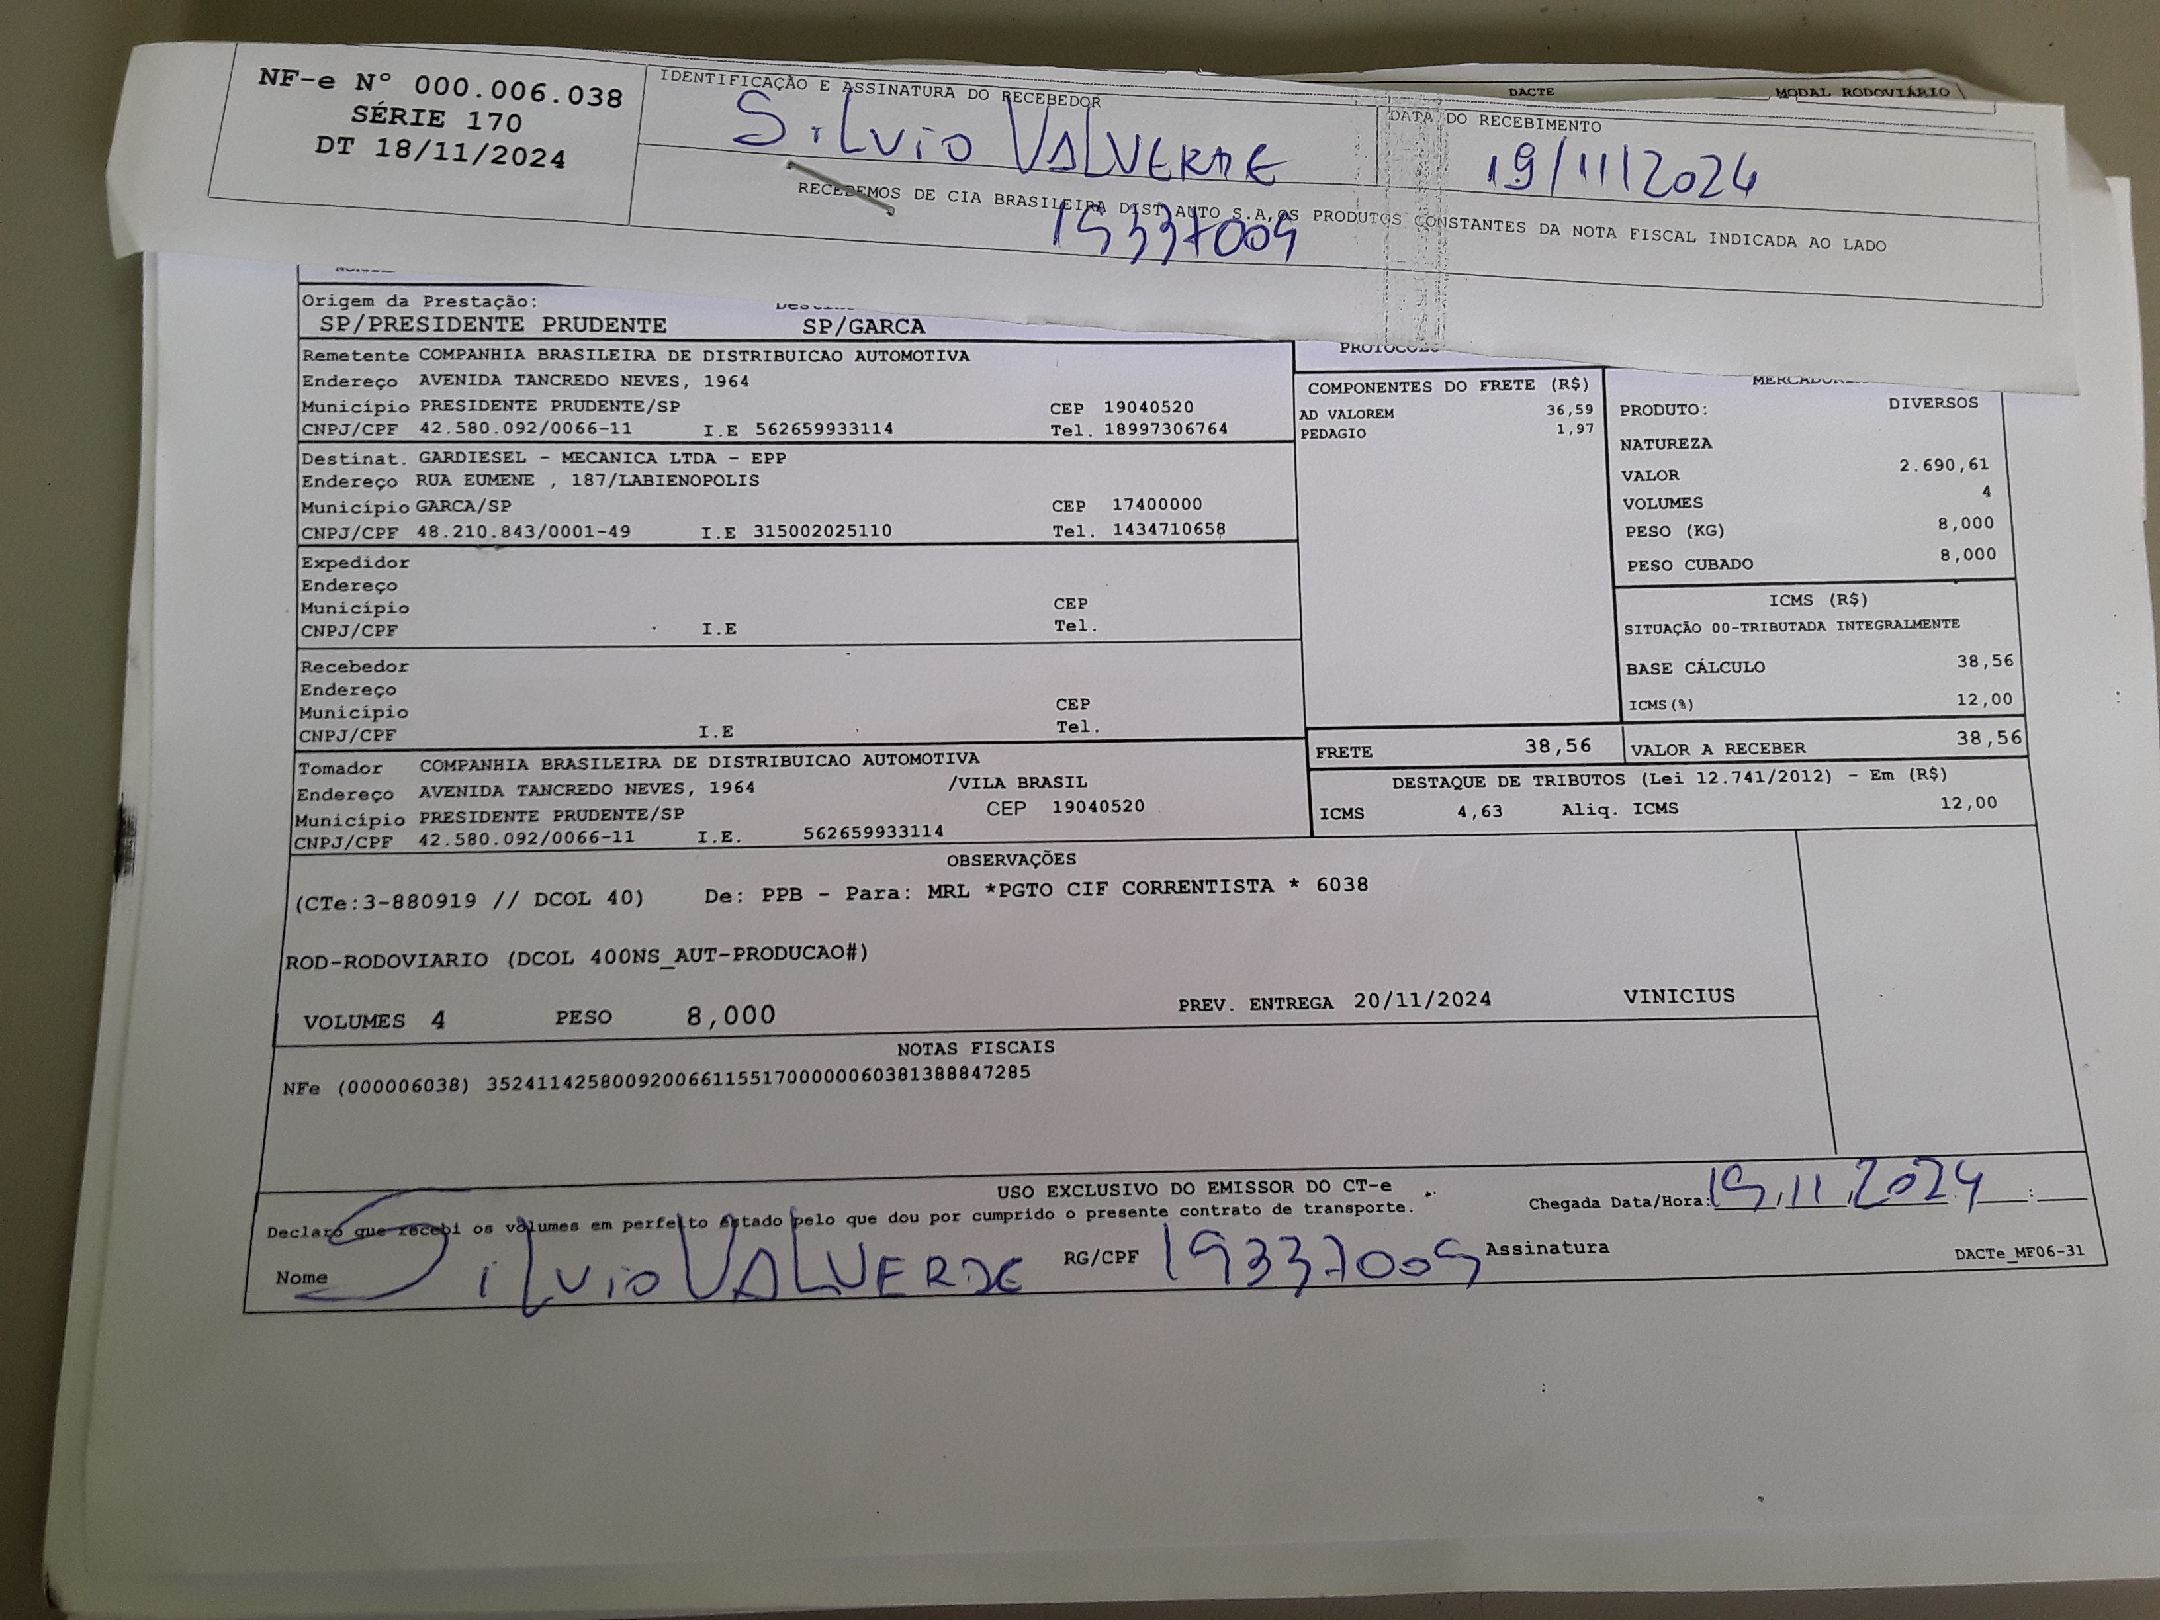 NF-e Nº 000.006.038
SÉRIE 170
DT 18/11/2024
IDENTIFICAÇÃO E ASSINATURA DO RECEBEDOR
SiLVio VALVERDE
DATA DO RECEBIMENTO
19/11/2024
RECEBEMOS DE CIA BRASILEIRA DIST AUTO S.A,OS PRODUTOS CONSTANTES DA NOTA FISCAL INDICADA AO LADO
19337009
DACTE
MODAL RODOVIÁRIO
Origem da Prestação:
SP/PRESIDENTE PRUDENTE SP/GARCA
Remetente COMPANHIA BRASILEIRA DE DISTRIBUICAO AUTOMOTIVA
Endereço AVENIDA TANCREDO NEVES, 1964
Município PRESIDENTE PRUDENTE/SP CEP 19040520
CNPJ/CPF 42.580.092/0066-11 I.E 562659933114 Tel. 18997306764
Destinat. GARDIESEL - MECANICA LTDA - EPP
Endereço RUA EUMENE , 187/LABIENOPOLIS
Município GARCA/SP CEP 17400000
CNPJ/CPF 48.210.843/0001-49 I.E 315002025110 Tel. 1434710658
Expedidor
Endereço
Município CEP
CNPJ/CPF I.E Tel.
Recebedor
Endereço
Município CEP
CNPJ/CPF I.E Tel.
Tomador COMPANHIA BRASILEIRA DE DISTRIBUICAO AUTOMOTIVA
Endereço AVENIDA TANCREDO NEVES, 1964 /VILA BRASIL
Município PRESIDENTE PRUDENTE/SP CEP 19040520
CNPJ/CPF 42.580.092/0066-11 I.E. 562659933114
PROTOCOLO
COMPONENTES DO FRETE (R$)
AD VALOREM 36,59
PEDAGIO 1,97
PRODUTO: DIVERSOS
NATUREZA
VALOR 2.690,61
VOLUMES 4
PESO (KG) 8,000
PESO CUBADO 8,000
ICMS (R$)
SITUAÇÃO 00-TRIBUTADA INTEGRALMENTE
BASE CÁLCULO 38,56
ICMS(%) 12,00
FRETE 38,56 VALOR A RECEBER 38,56
DESTAQUE DE TRIBUTOS (Lei 12.741/2012) - Em (R$)
ICMS 4,63 Aliq. ICMS 12,00
OBSERVAÇÕES
(CTe:3-880919 // DCOL 40) De: PPB - Para: MRL *PGTO CIF CORRENTISTA * 6038
ROD-RODOVIARIO (DCOL 400NS_AUT-PRODUCAO#)
VOLUMES 4 PESO 8,000 PREV. ENTREGA 20/11/2024 VINICIUS
NOTAS FISCAIS
NFe (000006038) 35241142580092006611551700000060381388847285
USO EXCLUSIVO DO EMISSOR DO CT-e
Declaro que recebi os volumes em perfeito estado pelo que dou por cumprido o presente contrato de transporte.
Chegada Data/Hora: 19/11/2024 :
Nome SiLVio VALVERDE RG/CPF 19337009 Assinatura
DACTe_MF06-31